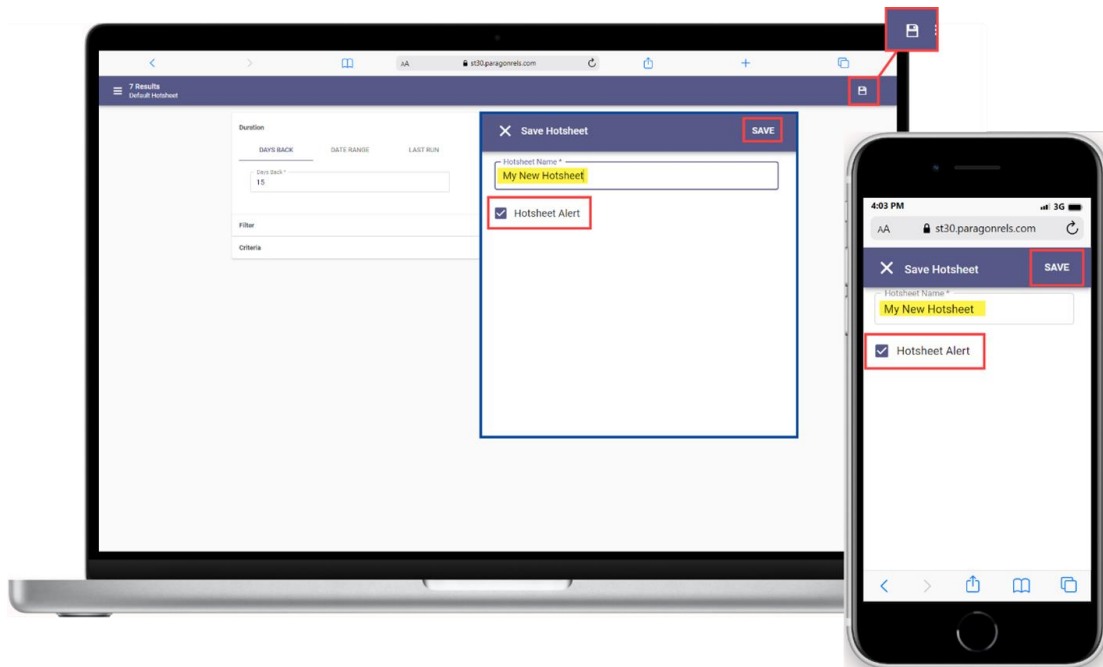 AA
st30.paragonrels.com
7 Results
Default Hotsheet
Duration
DAYS BACK
DATE RANGE
LAST RUN
Days Back *
15
Filter
Criteria
Save Hotsheet
SAVE
Hotsheet Name *
My New Hotsheet
Hotsheet Alert
4:03 PM
3G
AA
st30.paragonrels.com
Save Hotsheet
SAVE
Hotsheet Name *
My New Hotsheet
Hotsheet Alert